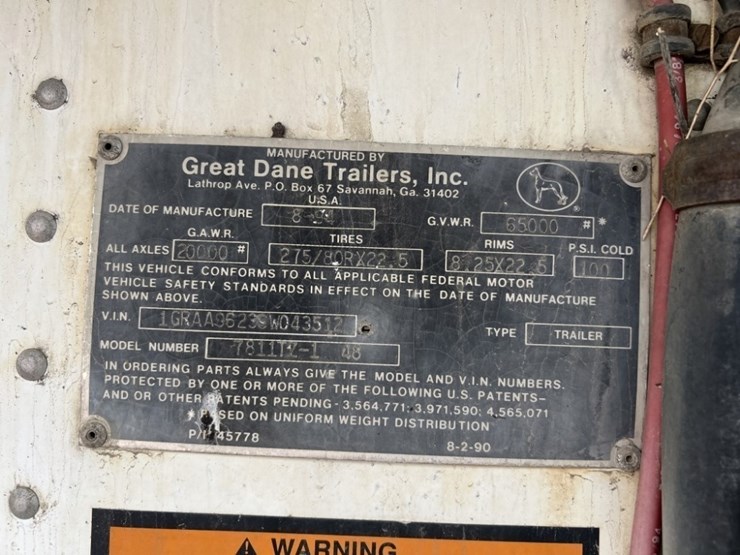 MANUFACTURED BY
Great Dane Trailers, Inc.
Lathrop Ave. P.O. Box 67 Savannah, Ga. 31402
U.S.A.
DATE OF MANUFACTURE G.V.W.R. 65000 # *
G.A.W.R. TIRES RIMS P.S.I. COLD
ALL AXLES 20000 # 275/80RX22.5 8.25X22.5 100
THIS VEHICLE CONFORMS TO ALL APPLICABLE FEDERAL MOTOR
VEHICLE SAFETY STANDARDS IN EFFECT ON THE DATE OF MANUFACTURE
SHOWN ABOVE.
V.I.N. TYPE TRAILER
MODEL NUMBER 48
IN ORDERING PARTS ALWAYS GIVE THE MODEL AND V.I.N. NUMBERS.
PROTECTED BY ONE OR MORE OF THE FOLLOWING U.S. PATENTS–
AND OR OTHER PATENTS PENDING - 3,564,771; 3,971,590; 4,565,071
* BASED ON UNIFORM WEIGHT DISTRIBUTION
45778 8-2-90
WARNING